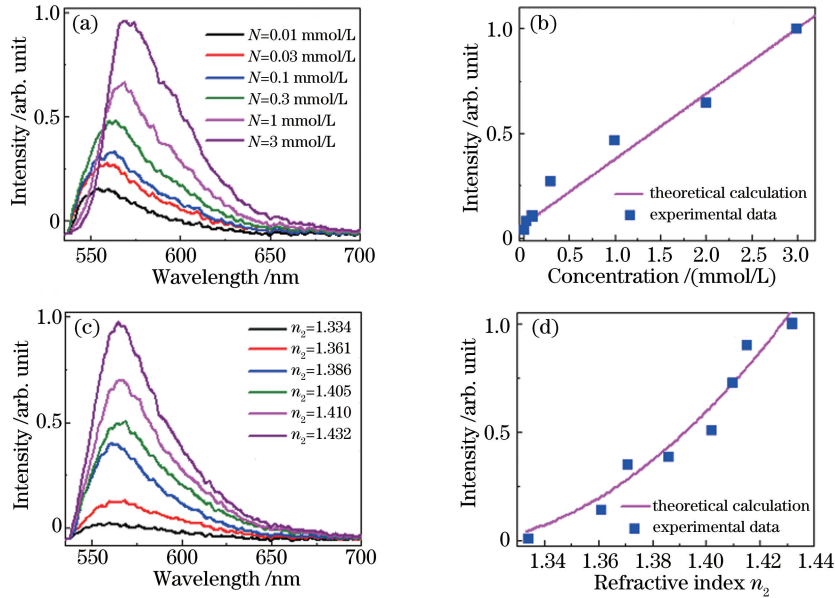 (a)
1.0
0.5
0
Intensity /arb. unit
N=0.01 mmol/L
N=0.03 mmol/L
N=0.1 mmol/L
N=0.3 mmol/L
N=1 mmol/L
N=3 mmol/L
550 600 650 700
Wavelength /nm
(b)
1.0
0.5
0
Intensity /arb. unit
theoretical calculation
experimental data
0 0.5 1.0 1.5 2.0 2.5 3.0
Concentration /(mmol/L)
(c)
1.0
0.5
0
Intensity /arb. unit
n₂=1.334
n₂=1.361
n₂=1.386
n₂=1.405
n₂=1.410
n₂=1.432
550 600 650 700
Wavelength /nm
(d)
1.0
0.5
0
Intensity /arb. unit
theoretical calculation
experimental data
1.34 1.36 1.38 1.40 1.42 1.44
Refractive index n₂